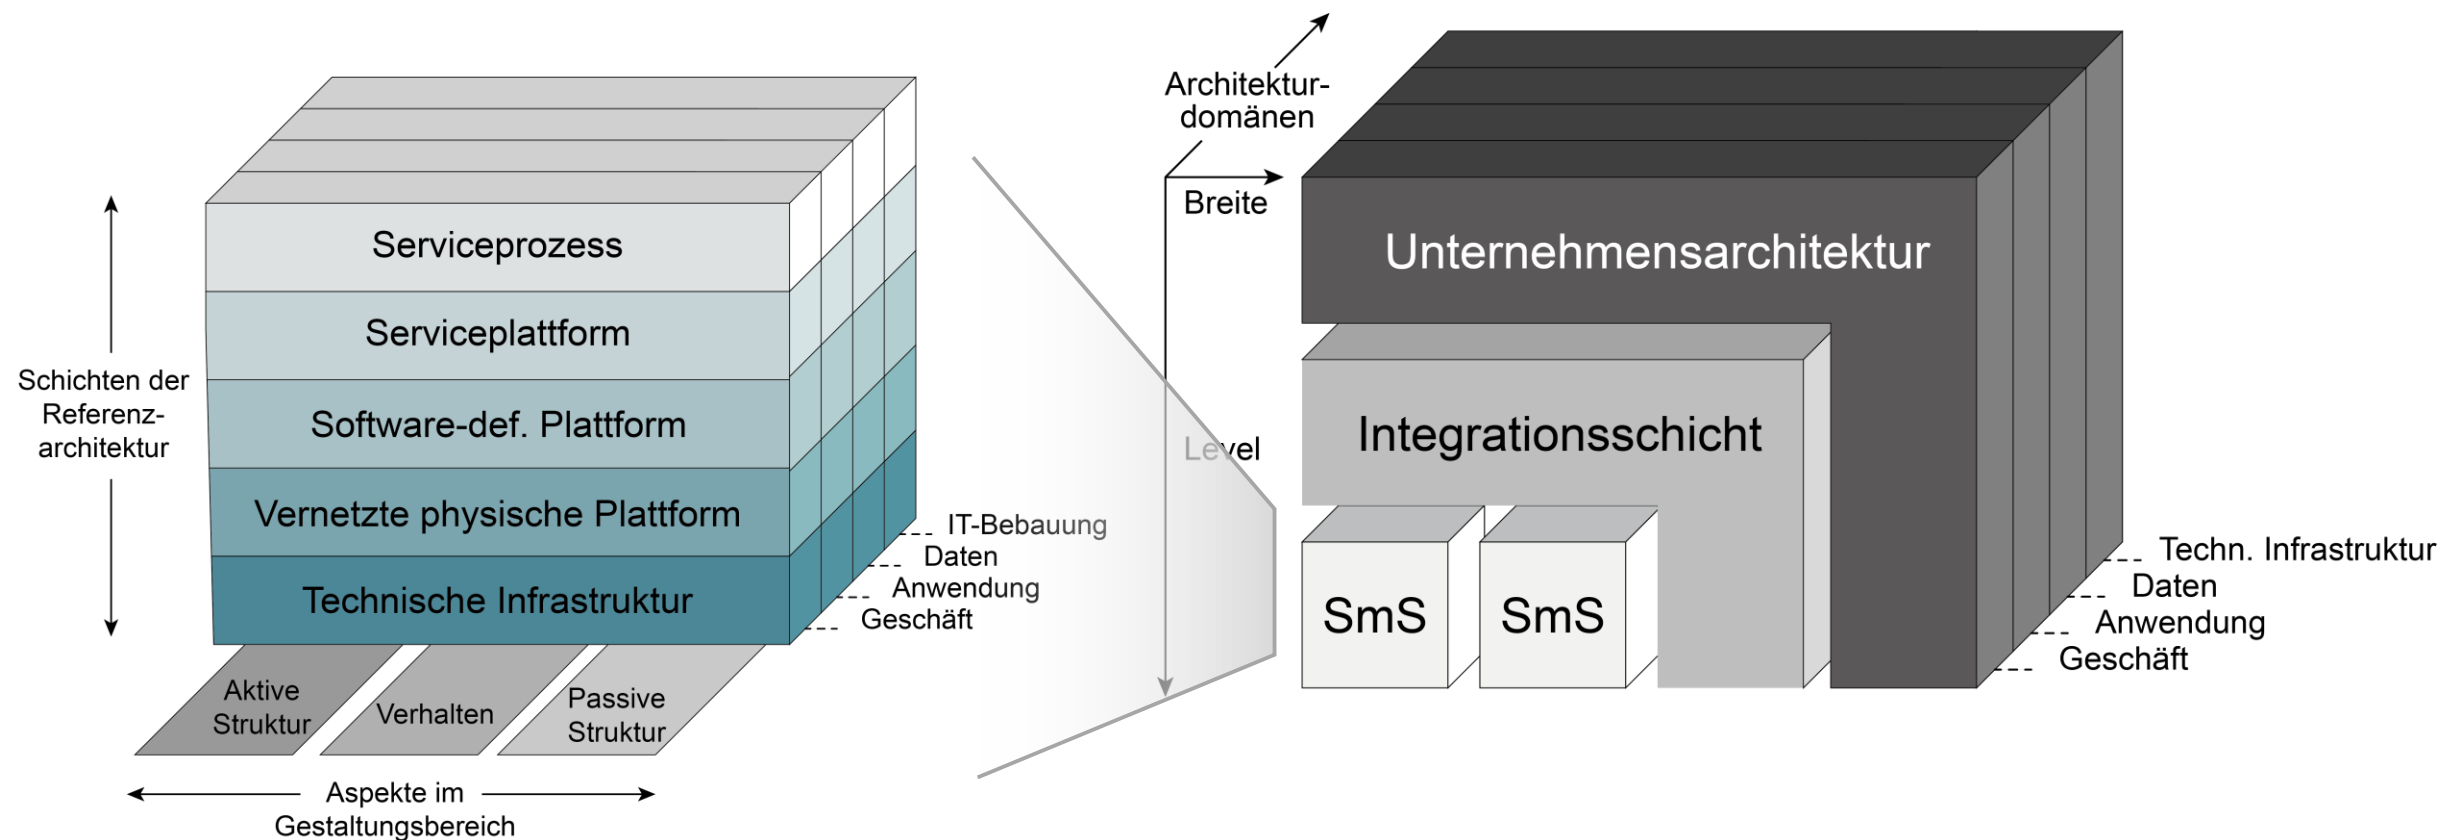 Serviceprozess
Serviceplattform
Software-def. Plattform
Vernetzte physische Plattform
Technische Infrastruktur
Schichten der
Referenz-
architektur
IT-Bebauung
Daten
Anwendung
Geschäft
Aktive
Struktur
Verhalten
Passive
Struktur
Aspekte im
Gestaltungsbereich
Architektur-
domänen
Breite
Level
Unternehmensarchitektur
Integrationsschicht
SmS
SmS
Techn. Infrastruktur
Daten
Anwendung
Geschäft